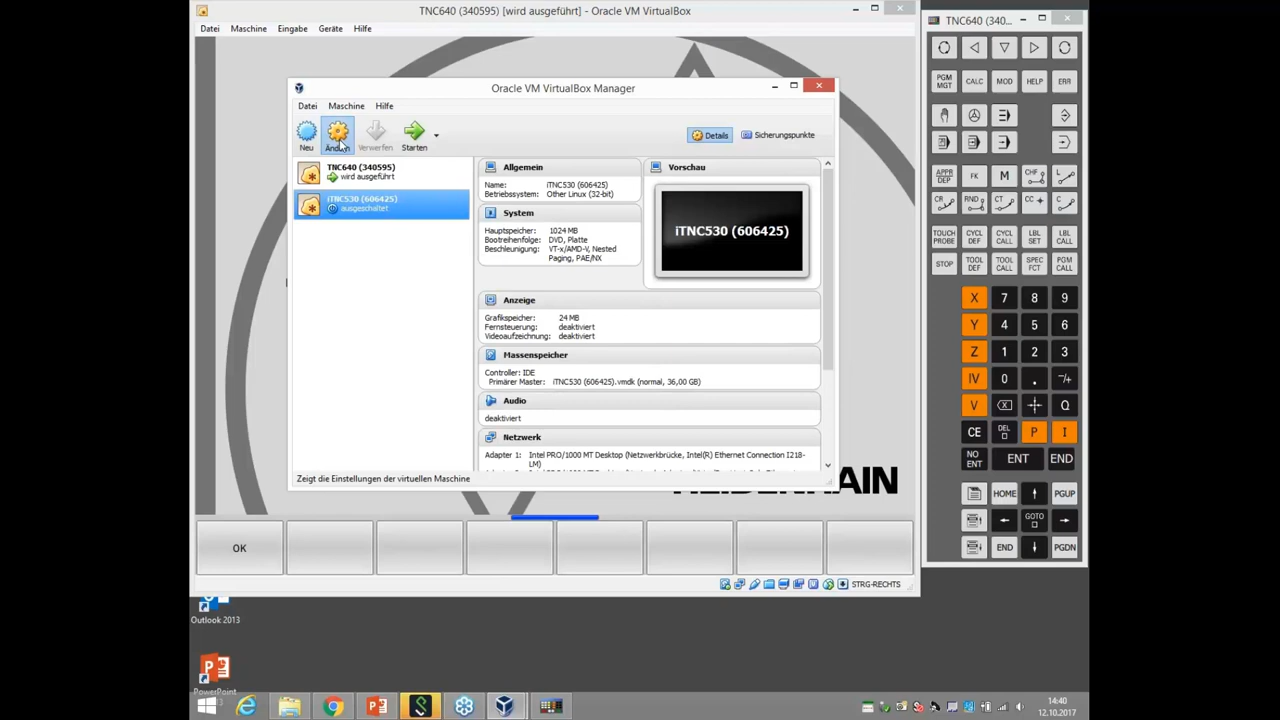 TNC640 (340595) [wird ausgeführt] - Oracle VM VirtualBox
Datei Maschine Eingabe Geräte Hilfe
Oracle VM VirtualBox Manager
Datei Maschine Hilfe
Neu Ändern Verwerfen Starten
Details Sicherungspunkte
TNC640 (340595)
wird ausgeführt
iTNC530 (606425)
ausgeschaltet
Allgemein
Name: iTNC530 (606425)
Betriebssystem: Other Linux (32-bit)
System
Hauptspeicher: 1024 MB
Bootreihenfolge: DVD, Platte
Beschleunigung: VT-x/AMD-V, Nested
Paging, PAE/NX
Vorschau
iTNC530 (606425)
Anzeige
Grafikspeicher: 24 MB
Fernsteuerung: deaktiviert
Videoaufzeichnung: deaktiviert
Massenspeicher
Controller: IDE
Primärer Master: iTNC530 (606425).vmdk (normal, 36,00 GB)
Audio
deaktiviert
Netzwerk
Adapter 1: Intel PRO/1000 MT Desktop (Netzwerkbrücke, Intel(R) Ethernet Connection I218-
LM)
Zeigt die Einstellungen der virtuellen Maschine
OK
STRG-RECHTS
Outlook 2013
PowerPoint
14:40
12.10.2017
TNC640 (340...
PGM MGT CALC MOD HELP ERR
APPR DEP FK M CHF L
CR RND CT CC C
TOUCH PROBE CYCL DEF CYCL CALL LBL SET LBL CALL
STOP TOOL DEF TOOL CALL SPEC FCT PGM CALL
X 7 8 9
Y 4 5 6
Z 1 2 3
IV 0 . -/+
V Q
CE DEL P I
NO ENT ENT END
HOME PGUP
GOTO
END PGDN